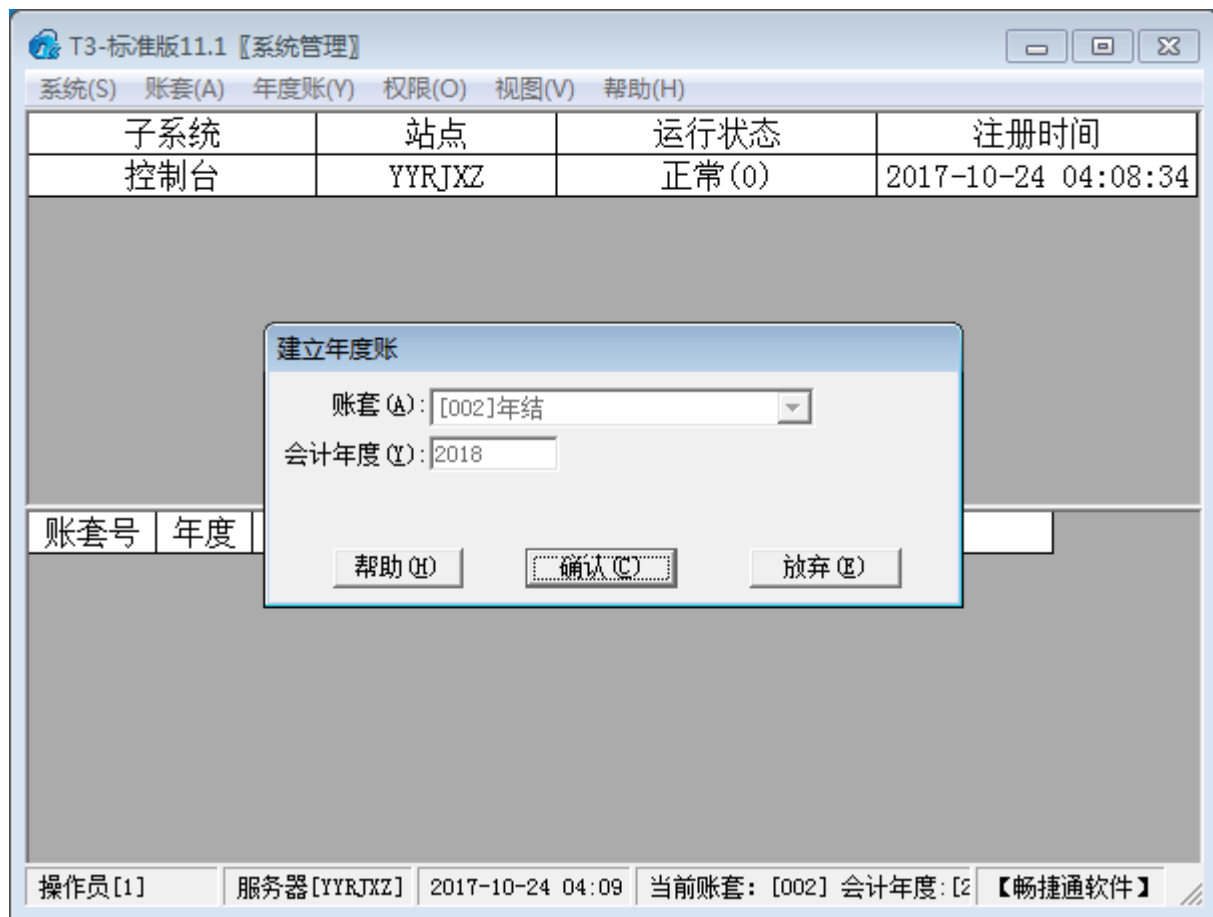 T3-标准版11.1〖系统管理〗
系统(S) 账套(A) 年度账(Y) 权限(O) 视图(V) 帮助(H)
子系统 站点 运行状态 注册时间
控制台 YYRJXZ 正常(0) 2017-10-24 04:08:34
建立年度账
账套(A): [002]年结
会计年度(Y): 2018
账套号 年度
帮助(H) 确认(C) 放弃(E)
操作员[1] 服务器[YYRJXZ] 2017-10-24 04:09 当前账套: [002] 会计年度:[2 【畅捷通软件】